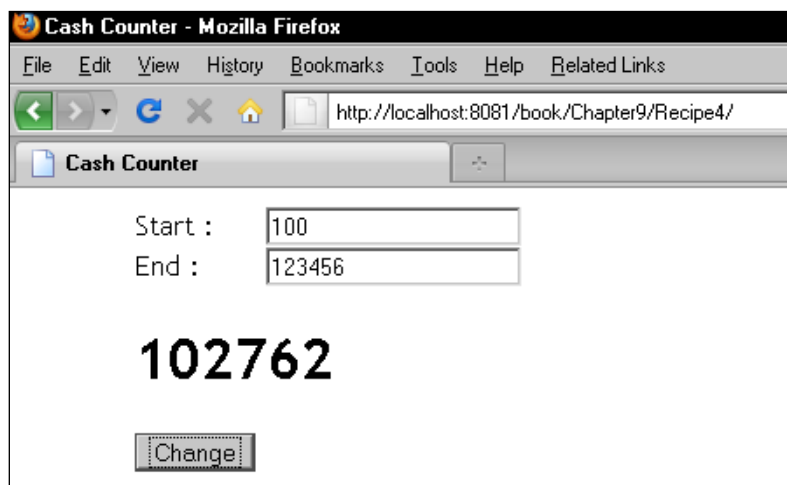 Cash Counter - Mozilla Firefox
File Edit View History Bookmarks Tools Help Related Links
http://localhost:8081/book/Chapter9/Recipe4/
Cash Counter
Start : 100
End : 123456
102762
Change